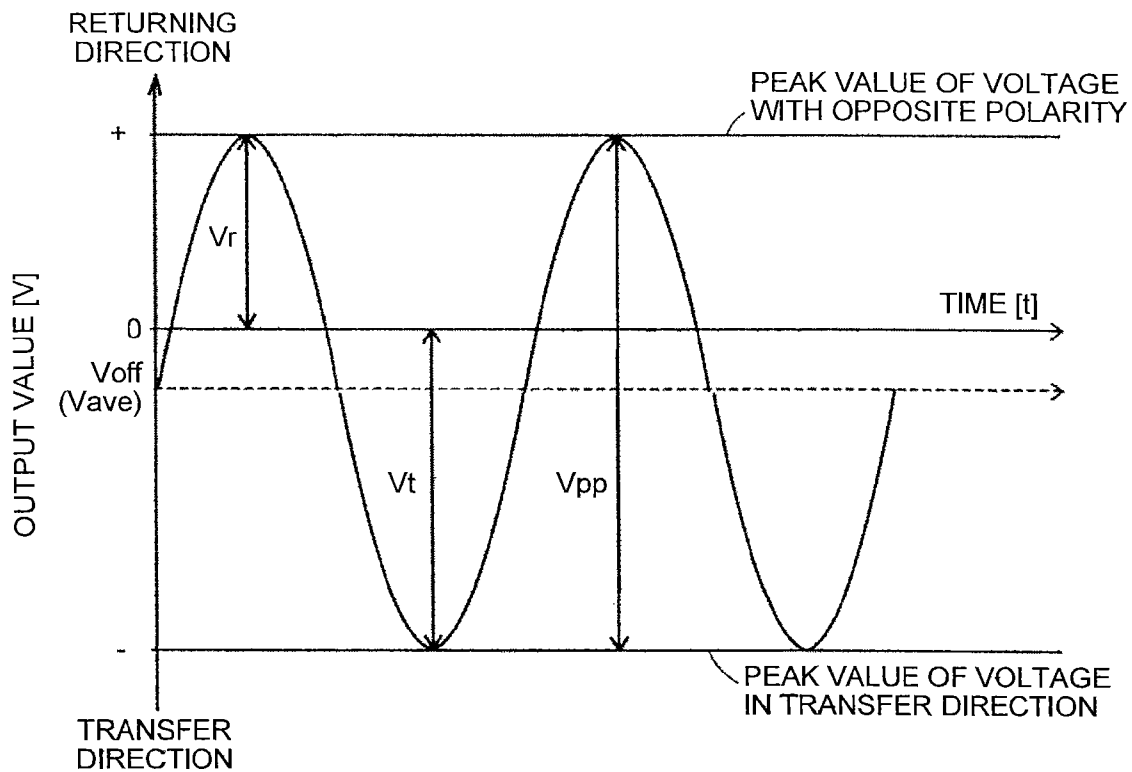 RETURNING
DIRECTION
PEAK VALUE OF VOLTAGE
WITH OPPOSITE POLARITY
+
Vr
OUTPUT VALUE [V]
TIME [t]
0
Voff
(Vave)
Vt
Vpp
-
PEAK VALUE OF VOLTAGE
IN TRANSFER DIRECTION
TRANSFER
DIRECTION